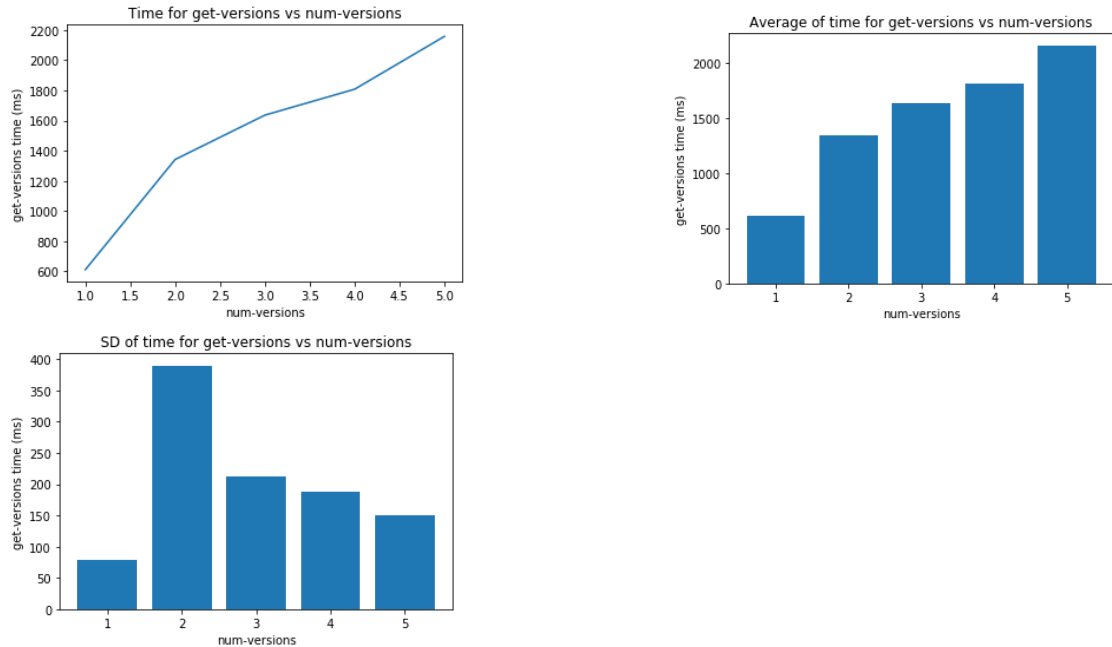 Time for get-versions vs num-versions
2200
2000
1800
1600
1400
1200
1000
800
600
get-versions time (ms)
1.0 1.5 2.0 2.5 3.0 3.5 4.0 4.5 5.0
num-versions
Average of time for get-versions vs num-versions
2000
1500
1000
500
0
get-versions time (ms)
1 2 3 4 5
num-versions
SD of time for get-versions vs num-versions
400
350
300
250
200
150
100
50
0
get-versions time (ms)
1 2 3 4 5
num-versions